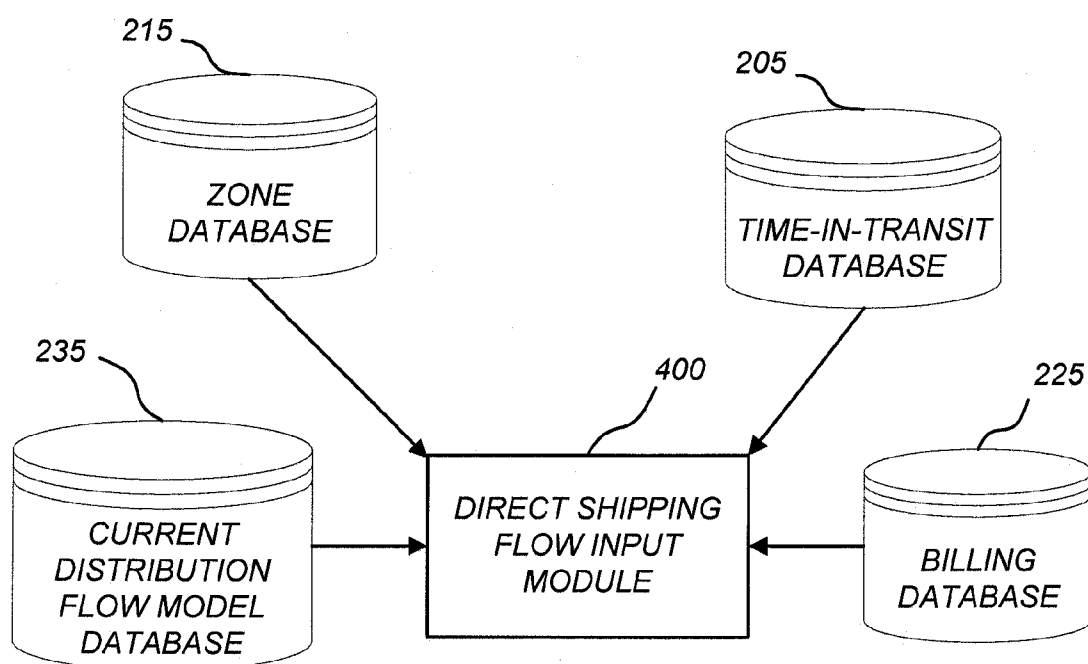 215
ZONE
DATABASE
205
TIME-IN-TRANSIT
DATABASE
235
CURRENT
DISTRIBUTION
FLOW MODEL
DATABASE
400
DIRECT SHIPPING
FLOW INPUT
MODULE
225
BILLING
DATABASE